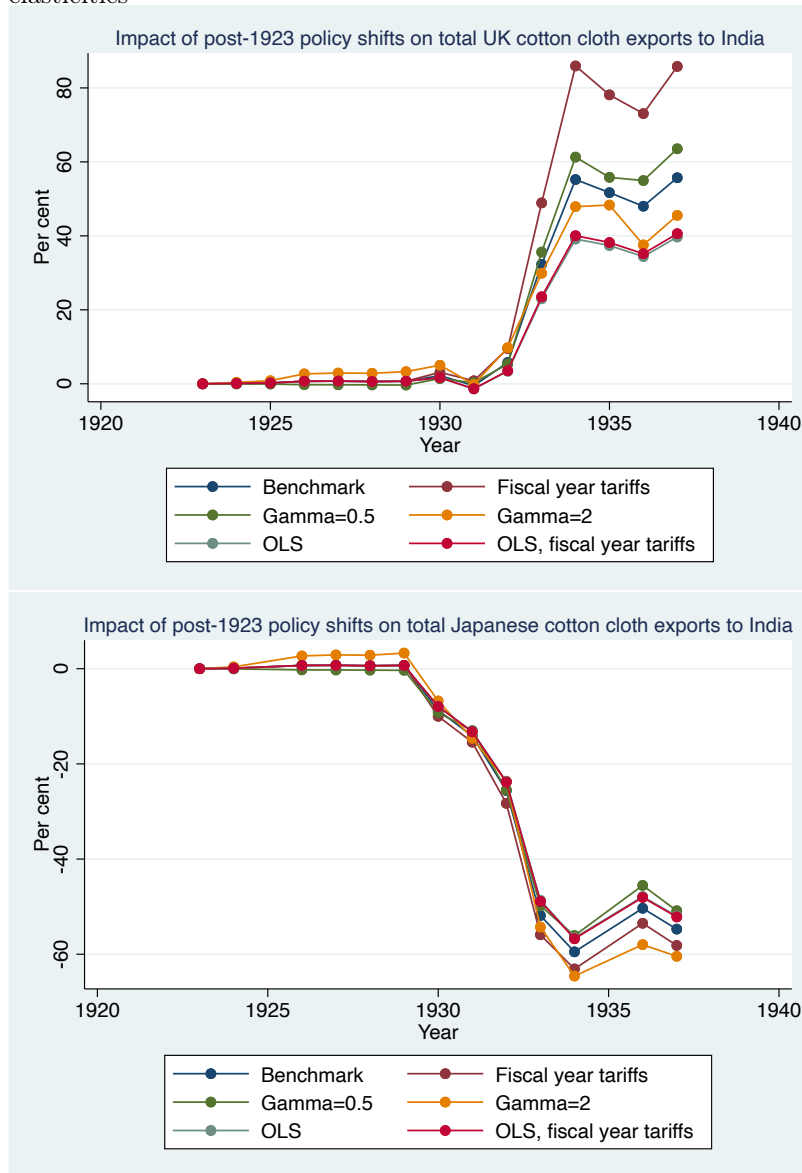 elasticities
Impact of post-1923 policy shifts on total UK cotton cloth exports to India
80
60
40
20
0
Per cent
1920 1925 1930 1935 1940
Year
Benchmark Fiscal year tariffs
Gamma=0.5 Gamma=2
OLS OLS, fiscal year tariffs
Impact of post-1923 policy shifts on total Japanese cotton cloth exports to India
0
-20
-40
-60
Per cent
1920 1925 1930 1935 1940
Year
Benchmark Fiscal year tariffs
Gamma=0.5 Gamma=2
OLS OLS, fiscal year tariffs